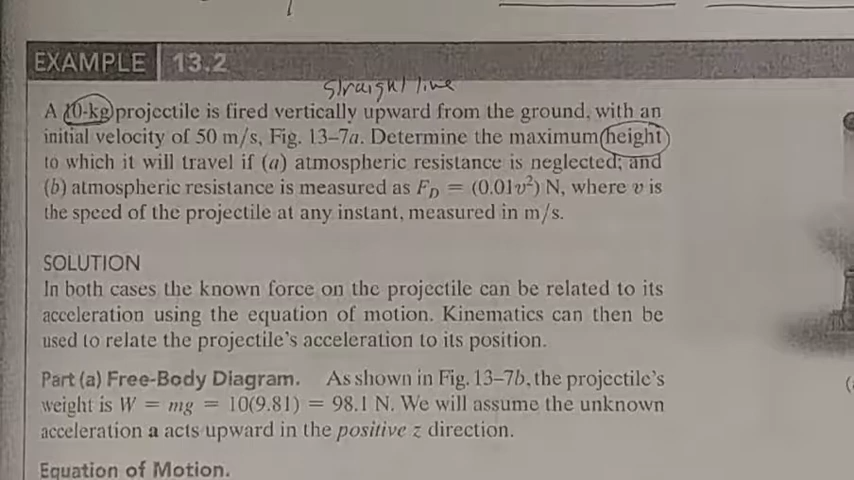 EXAMPLE 13.2
straight line
A 10-kg projectile is fired vertically upward from the ground, with an
initial velocity of 50 m/s, Fig. 13–7a. Determine the maximum height
to which it will travel if (a) atmospheric resistance is neglected; and
(b) atmospheric resistance is measured as F_D = (0.01v²) N, where v is
the speed of the projectile at any instant, measured in m/s.
SOLUTION
In both cases the known force on the projectile can be related to its
acceleration using the equation of motion. Kinematics can then be
used to relate the projectile's acceleration to its position.
Part (a) Free-Body Diagram. As shown in Fig. 13–7b, the projectile's
weight is W = mg = 10(9.81) = 98.1 N. We will assume the unknown
acceleration a acts upward in the positive z direction.
Equation of Motion.